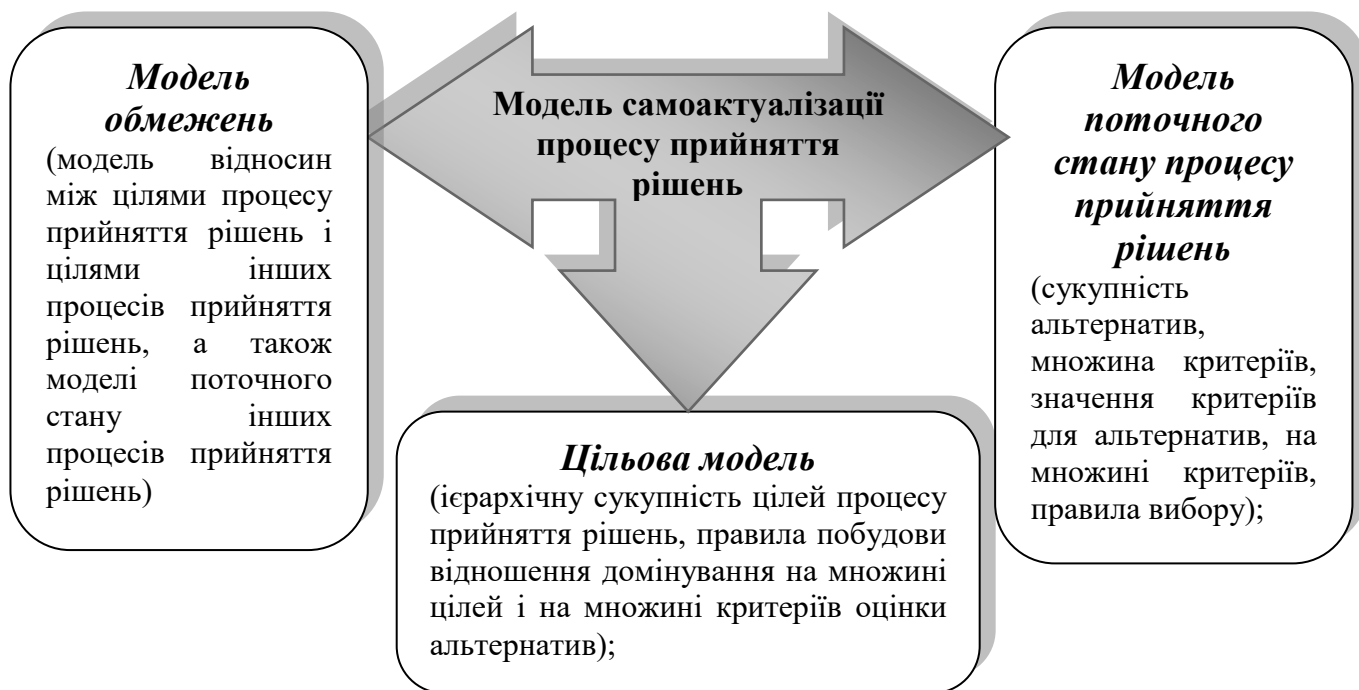 Модель
обмежень
(модель відносин
між цілями процесу
прийняття рішень і
цілями інших
процесів прийняття
рішень, а також
моделі поточного
стану інших
процесів прийняття
рішень)
Модель самоактуалізації
процесу прийняття
рішень
Модель
поточного
стану процесу
прийняття
рішень
(сукупність
альтернатив,
множина критеріїв,
значення критеріїв
для альтернатив, на
множині критеріїв,
правила вибору);
Цільова модель
(ієрархічну сукупність цілей процесу
прийняття рішень, правила побудови
відношення домінування на множині
цілей і на множині критеріїв оцінки
альтернатив);